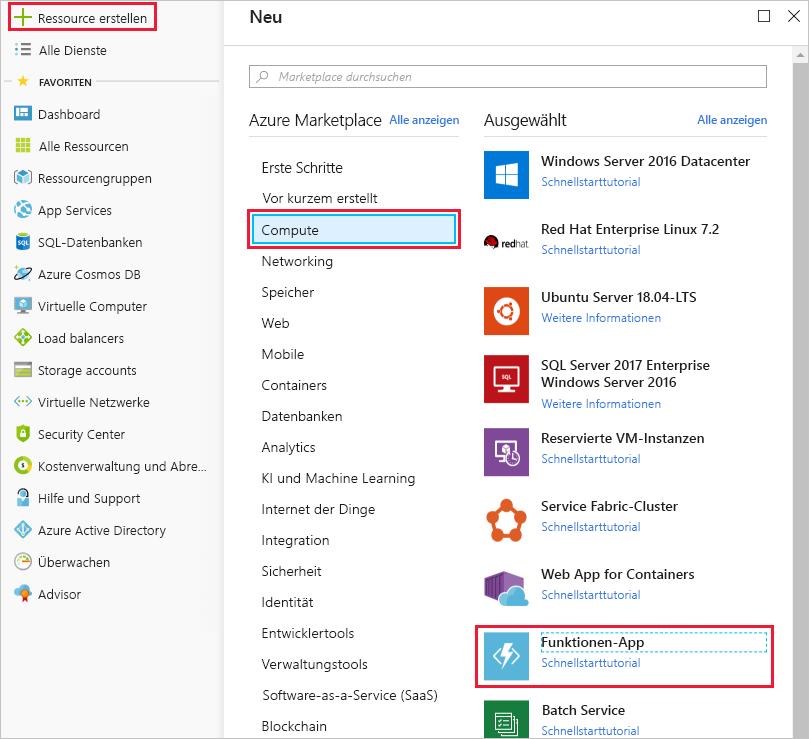 Ressource erstellen
Alle Dienste
FAVORITEN
Dashboard
Alle Ressourcen
Ressourcengruppen
App Services
SQL-Datenbanken
Azure Cosmos DB
Virtuelle Computer
Load balancers
Storage accounts
Virtuelle Netzwerke
Security Center
Kostenverwaltung und Abre...
Hilfe und Support
Azure Active Directory
Überwachen
Advisor
Neu
Marketplace durchsuchen
Azure Marketplace Alle anzeigen
Erste Schritte
Vor kurzem erstellt
Compute
Networking
Speicher
Web
Mobile
Containers
Datenbanken
Analytics
KI und Machine Learning
Internet der Dinge
Integration
Sicherheit
Identität
Entwicklertools
Verwaltungstools
Software-as-a-Service (SaaS)
Blockchain
Ausgewählt Alle anzeigen
Windows Server 2016 Datacenter
Schnellstarttutorial
redhat.
Red Hat Enterprise Linux 7.2
Schnellstarttutorial
Ubuntu Server 18.04-LTS
Weitere Informationen
SQL
SQL Server 2017 Enterprise
Windows Server 2016
Weitere Informationen
Reservierte VM-Instanzen
Schnellstarttutorial
Service Fabric-Cluster
Schnellstarttutorial
Web App for Containers
Schnellstarttutorial
Funktionen-App
Schnellstarttutorial
Batch Service
Schnellstarttutorial